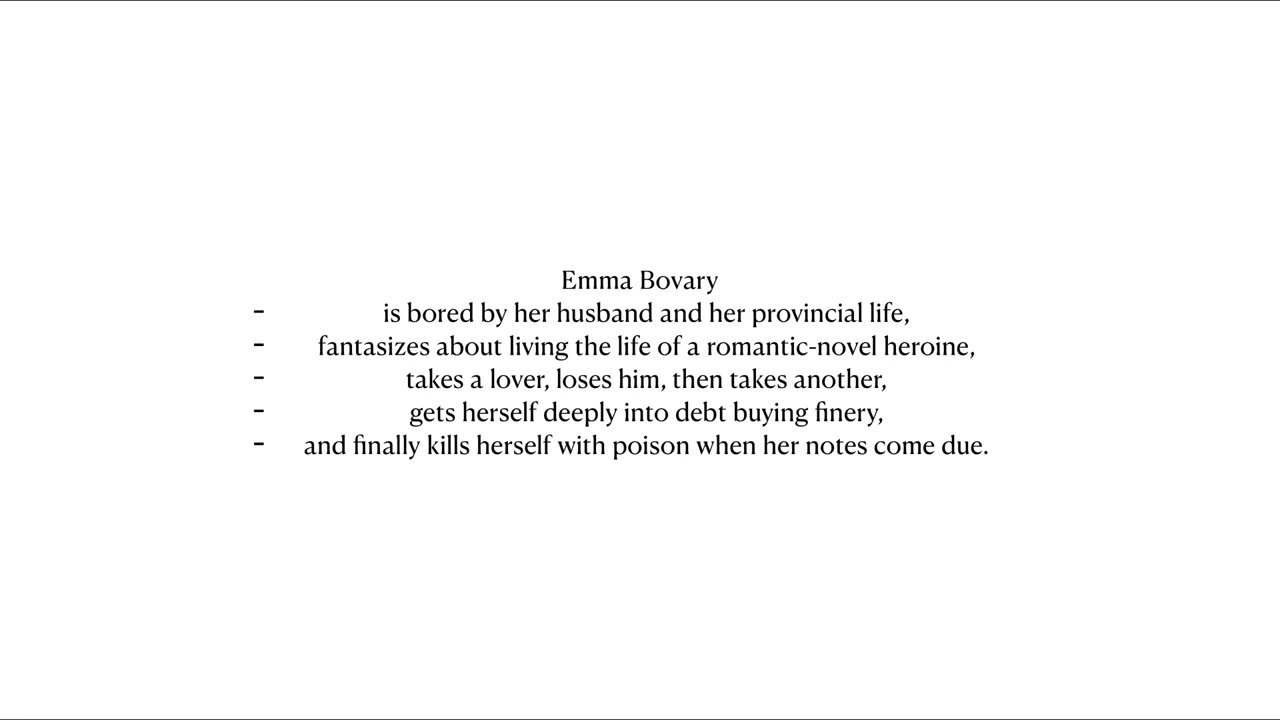 Emma Bovary
- is bored by her husband and her provincial life,
- fantasizes about living the life of a romantic-novel heroine,
- takes a lover, loses him, then takes another,
- gets herself deeply into debt buying finery,
- and finally kills herself with poison when her notes come due.